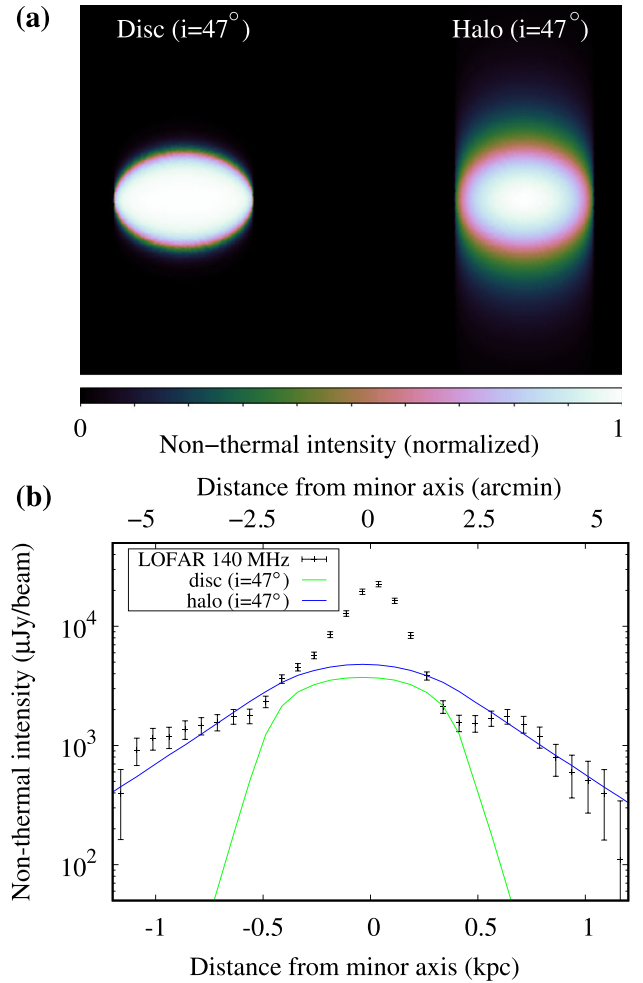 (a)
Disc (i=47°) Halo (i=47°)
0 1
Non−thermal intensity (normalized)
(b)
Distance from minor axis (arcmin)
−5 −2.5 0 2.5 5
LOFAR 140 MHz
disc (i=47°)
halo (i=47°)
Non-thermal intensity (μJy/beam)
10^4
10^3
10^2
-1 -0.5 0 0.5 1
Distance from minor axis (kpc)